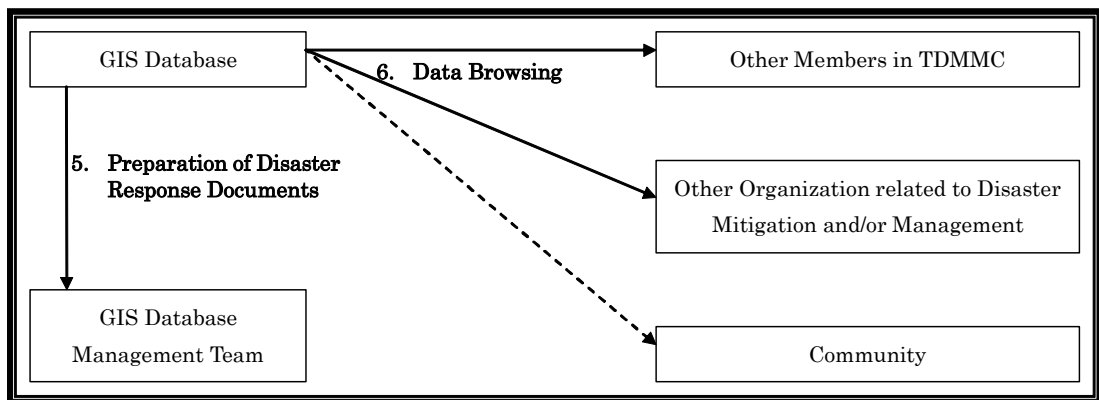 GIS Database
Other Members in TDMMC
6. Data Browsing
5. Preparation of Disaster
Response Documents
Other Organization related to Disaster
Mitigation and/or Management
GIS Database
Management Team
Community